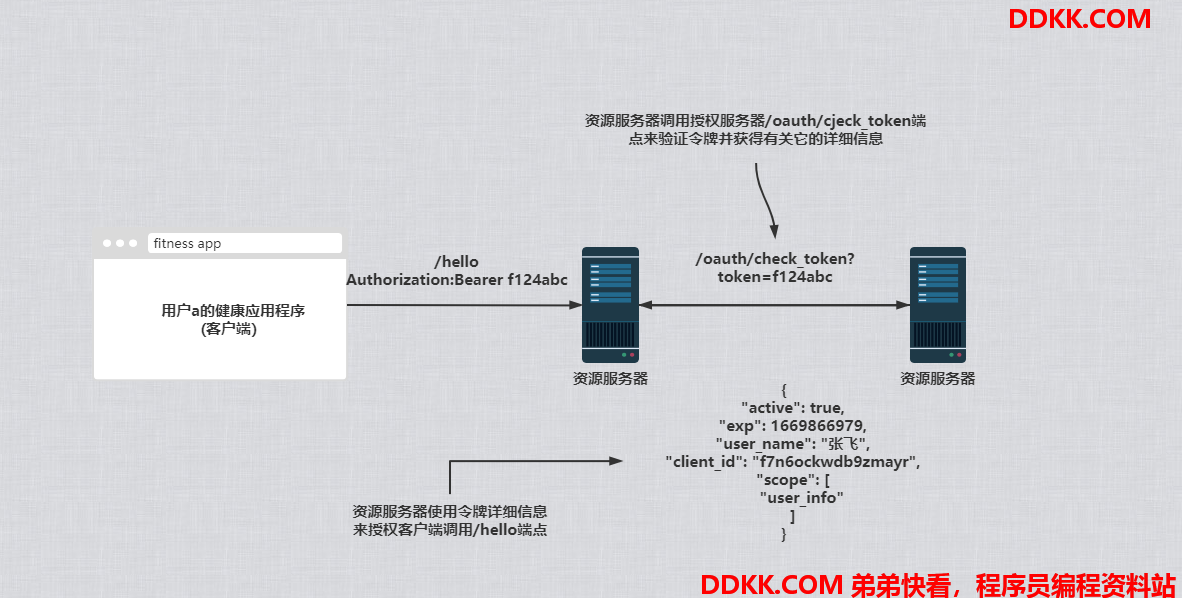 DDKK.COM
资源服务器调用授权服务器/oauth/cjeck_token端
点来验证令牌并获得有关它的详细信息
fitness app
用户a的健康应用程序
(客户端)
/hello
Authorization:Bearer f124abc
/oauth/check_token?
token=f124abc
资源服务器
资源服务器
{
"active": true,
"exp": 1669866979,
"user_name": "张飞",
"client_id": "f7n6ockwdb9zmayr",
"scope": [
"user_info"
]
}
资源服务器使用令牌详细信息
来授权客户端调用/hello端点
DDKK.COM 弟弟快看，程序员编程资料站